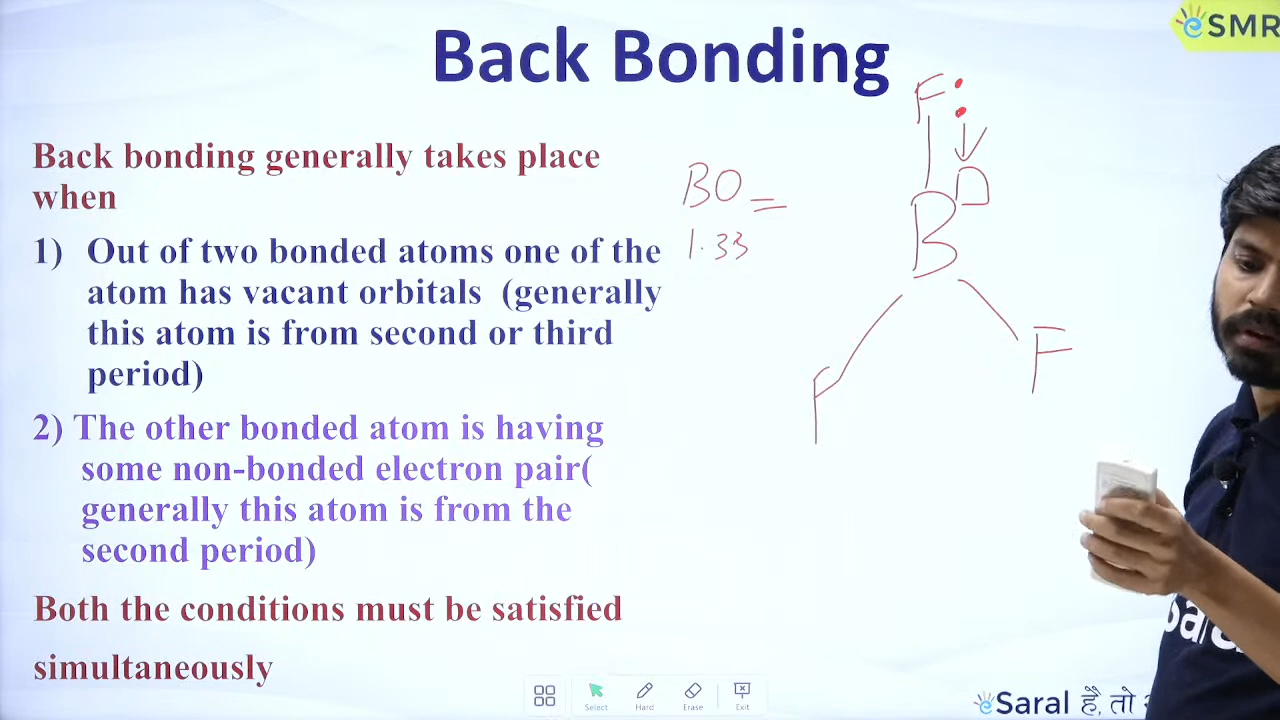 Back Bonding
eSMR
Back bonding generally takes place
when
1) Out of two bonded atoms one of the
atom has vacant orbitals (generally
this atom is from second or third
period)
2) The other bonded atom is having
some non-bonded electron pair(
generally this atom is from the
second period)
Both the conditions must be satisfied
simultaneously
BO =
1.33
F :
B
F
F
Select
Hard
Erase
Exit
eSaral है, तो
Sara